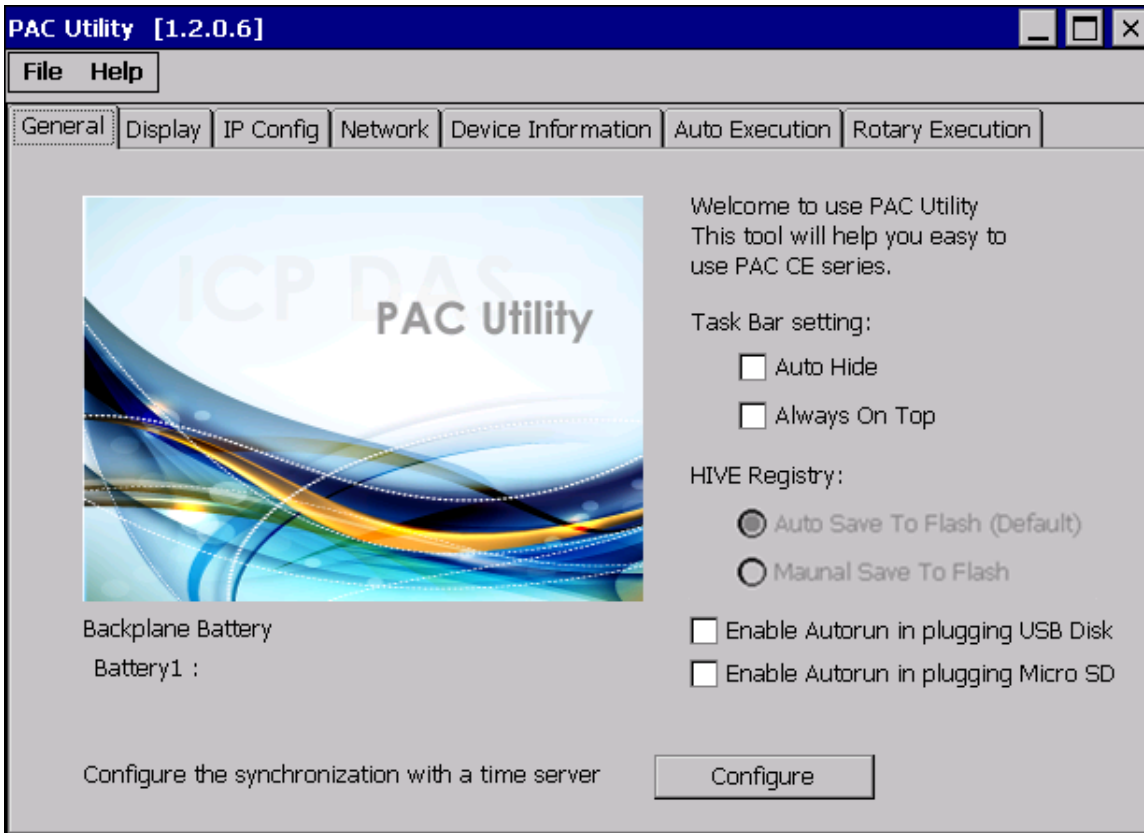 PAC Utility [1.2.0.6]
File Help
General Display IP Config Network Device Information Auto Execution Rotary Execution
ICP DAS
PAC Utility
Welcome to use PAC Utility
This tool will help you easy to
use PAC CE series.
Task Bar setting:
Auto Hide
Always On Top
HIVE Registry:
Auto Save To Flash (Default)
Maunal Save To Flash
Backplane Battery
Battery1 :
Enable Autorun in plugging USB Disk
Enable Autorun in plugging Micro SD
Configure the synchronization with a time server
Configure